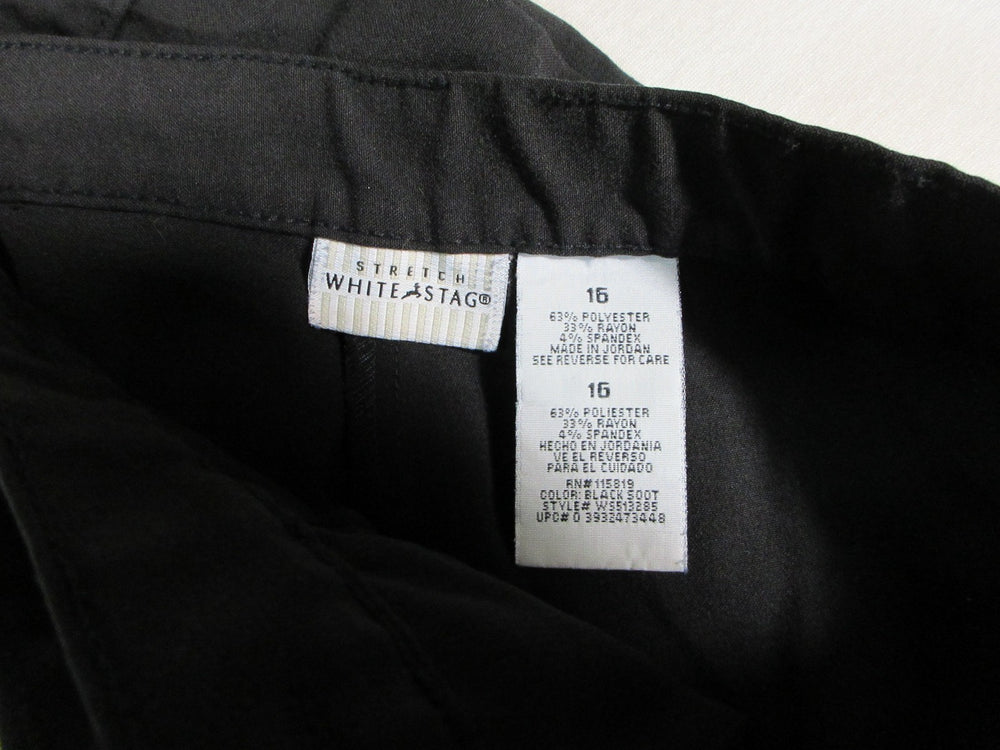 STRETCH
WHITE STAG®
16
63% POLYESTER
33% RAYON
4% SPANDEX
MADE IN JORDAN
SEE REVERSE FOR CARE
16
63% POLIESTER
33% RAYON
4% SPANDEX
HECHO EN JORDANIA
VE EL REVERSO
PARA EL CUIDADO
RN# 115819
COLOR: BLACK SOOT
STYLE# WS513285
UPC# 0 3932473448